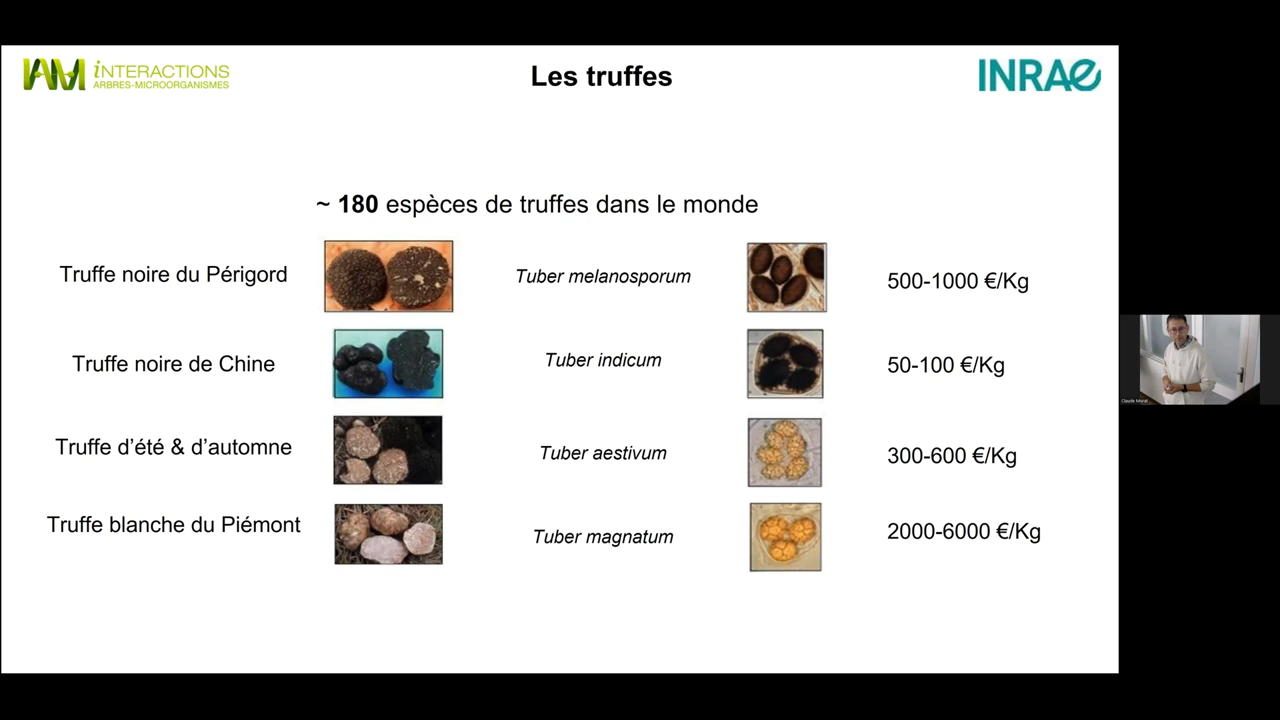 IAM iNTERACTIONS
ARBRES-MICROORGANISMES
Les truffes
INRAE
~ 180 espèces de truffes dans le monde
Truffe noire du Périgord Tuber melanosporum 500-1000 €/Kg
Truffe noire de Chine Tuber indicum 50-100 €/Kg
Truffe d'été & d'automne Tuber aestivum 300-600 €/Kg
Truffe blanche du Piémont Tuber magnatum 2000-6000 €/Kg
Claude Murat